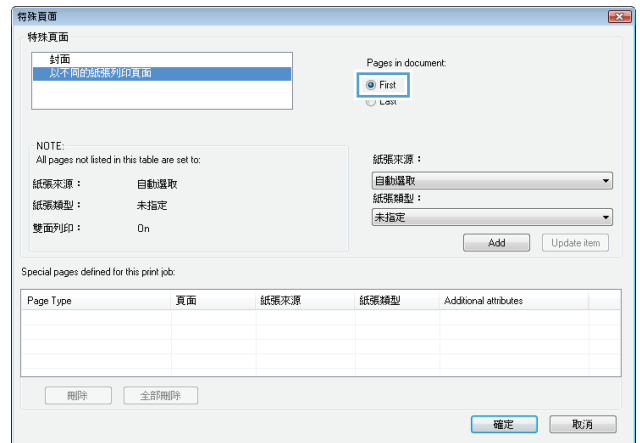 特殊頁面
特殊頁面
封面
以不同的紙張列印頁面
Pages in document:
First
Last
NOTE:
All pages not listed in this table are set to:
紙張來源： 自動選取
紙張類型： 未指定
雙面列印： On
紙張來源：
自動選取
紙張類型：
未指定
Add Update item
Special pages defined for this print job:
Page Type 頁面 紙張來源 紙張類型 Additional attributes
刪除 全部刪除
確定 取消